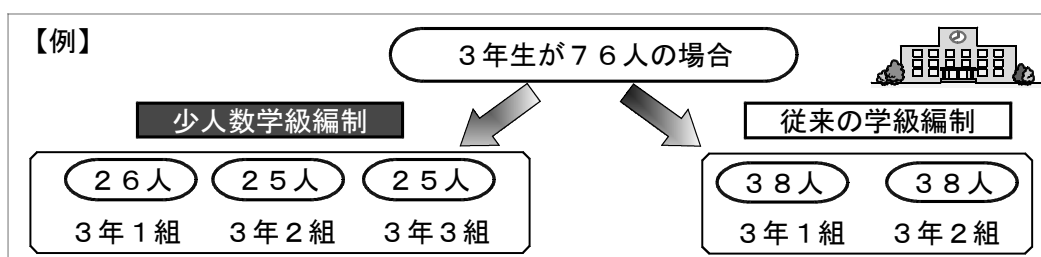 【例】
3年生が76人の場合
少人数学級編制
従来の学級編制
26人 25人 25人
3年1組 3年2組 3年3組
38人 38人
3年1組 3年2組